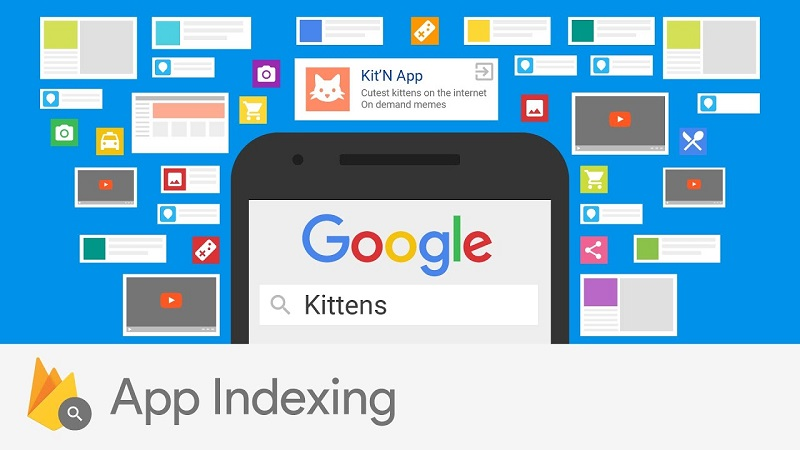 Kit'N App
Cutest kittens on the internet
On demand memes
Google
Kittens
App Indexing